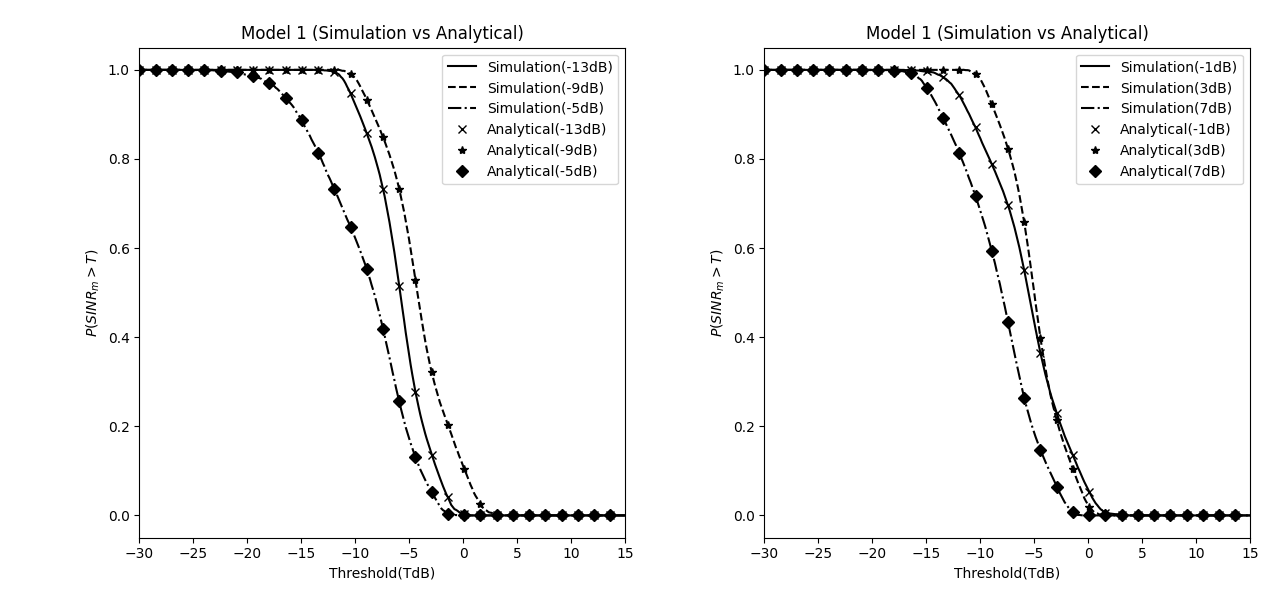 Model 1 (Simulation vs Analytical)
1.0
0.8
0.6
0.4
0.2
0.0
P(SINR_m > T)
Simulation(-13dB)
Simulation(-9dB)
Simulation(-5dB)
Analytical(-13dB)
Analytical(-9dB)
Analytical(-5dB)
−30 −25 −20 −15 −10 −5 0 5 10 15
Threshold(TdB)
Model 1 (Simulation vs Analytical)
1.0
0.8
0.6
0.4
0.2
0.0
P(SINR_m > T)
Simulation(-1dB)
Simulation(3dB)
Simulation(7dB)
Analytical(-1dB)
Analytical(3dB)
Analytical(7dB)
−30 −25 −20 −15 −10 −5 0 5 10 15
Threshold(TdB)